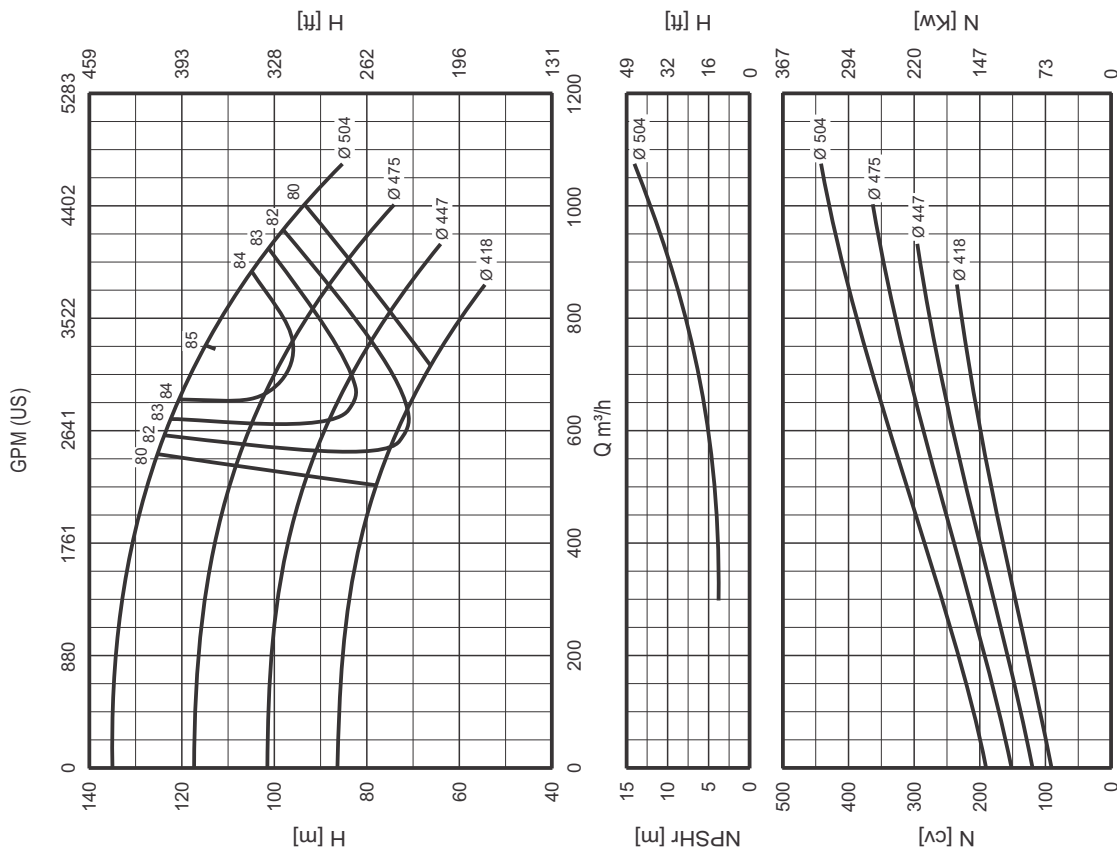 GPM (US)
0 880 1761 2641 3522 4402 5283
H [m]
140
120
100
80
60
40
H [ft]
459
393
328
262
196
131
80 82 83 84 85 84 83 82 80
Ø 504
Ø 475
Ø 447
Ø 418
0 200 400 600 800 1000 1200
Q m³/h
NPSHr [m]
15
10
5
0
H [ft]
49
32
16
0
Ø 504
N [cv]
500
400
300
200
100
0
N [Kw]
367
294
220
147
73
0
Ø 504
Ø 475
Ø 447
Ø 418